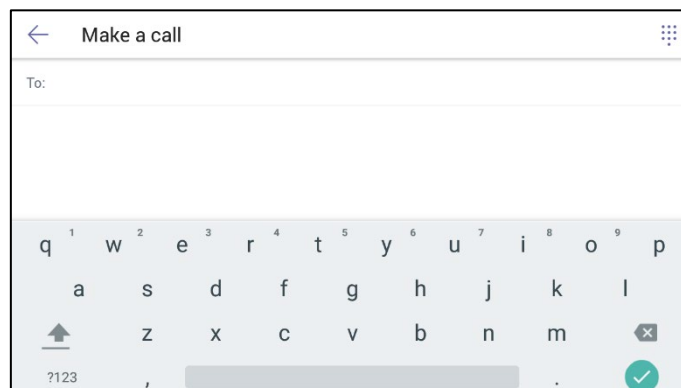 Make a call
To:
q 1 w 2 e 3 r 4 t 5 y 6 u 7 i 8 o 9 p
a s d f g h j k l
z x c v b n m
?123 , .